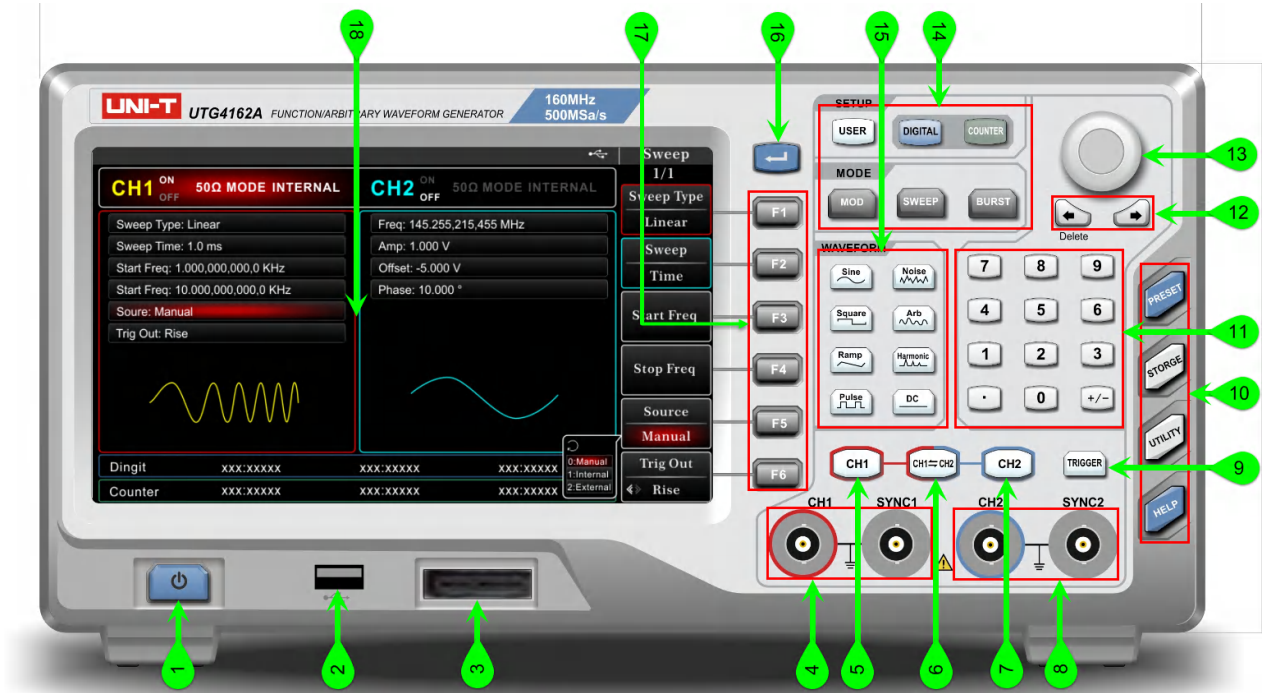 18
17
16
15
14
UNI-T UTG4162A FUNCTION/ARBITRARY WAVEFORM GENERATOR
160MHz
500MSa/s
Sweep
1/1
CH1 ON OFF 50Ω MODE INTERNAL
CH2 ON OFF 50Ω MODE INTERNAL
Sweep Type: Linear
Sweep Time: 1.0 ms
Start Freq: 1.000,000,000,0 KHz
Start Freq: 10.000,000,000,0 KHz
Soure: Manual
Trig Out: Rise
Freq: 145.255,215,455 MHz
Amp: 1.000 V
Offset: -5.000 V
Phase: 10.000 °
Sweep Type
Linear
Sweep
Time
Start Freq
Stop Freq
Source
Manual
Trig Out
Rise
0:Manual
1:Internal
2:External
Dingit xxx:xxxxx xxx:xxxxx xxx:xxxxx
Counter xxx:xxxxx xxx:xxxxx xxx:xxxxx
F1
F2
F3
F4
F5
F6
SETUP
USER DIGITAL COUNTER
MODE
MOD SWEEP BURST
WAVEFORM
Sine Noise
Square Arb
Ramp Harmonic
Pulse DC
13
12
Delete
7 8 9
4 5 6
1 2 3
. 0 +/-
11
PRESET
STORGE
UTILITY
HELP
10
CH1 CH1⇋CH2 CH2 TRIGGER
9
CH1 SYNC1 CH2 SYNC2
1
2
3
4
5
6
7
8